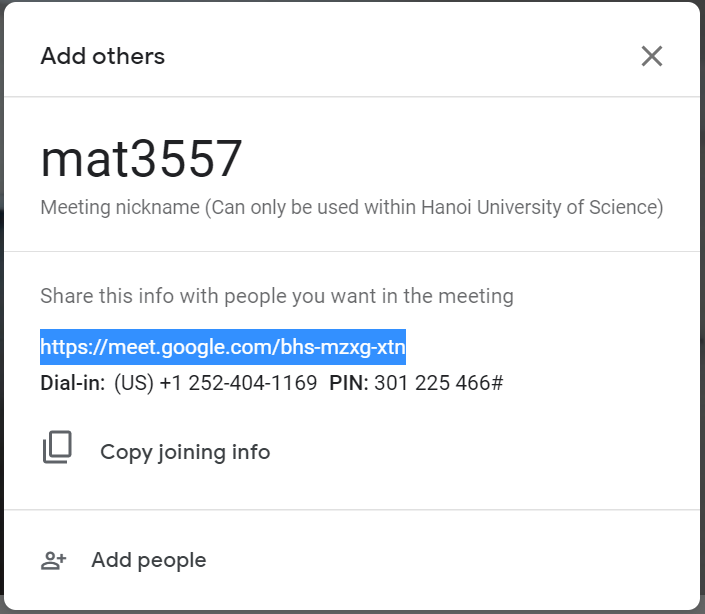 Add others
mat3557
Meeting nickname (Can only be used within Hanoi University of Science)
Share this info with people you want in the meeting
https://meet.google.com/bhs-mzxg-xtn
Dial-in: (US) +1 252-404-1169 PIN: 301 225 466#
Copy joining info
Add people